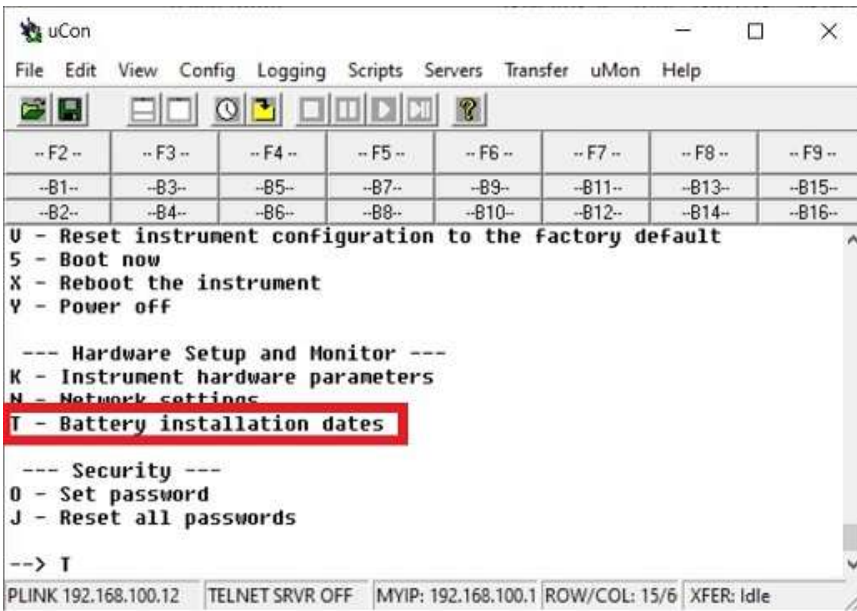 uCon
File Edit View Config Logging Scripts Servers Transfer uMon Help
-- F2 -- -- F3 -- -- F4 -- -- F5 -- -- F6 -- -- F7 -- -- F8 -- -- F9 --
--B1-- --B3-- --B5-- --B7-- --B9-- --B11-- --B13-- --B15--
--B2-- --B4-- --B6-- --B8-- --B10-- --B12-- --B14-- --B16--
U - Reset instrument configuration to the factory default
5 - Boot now
X - Reboot the instrument
Y - Power off
--- Hardware Setup and Monitor ---
K - Instrument hardware parameters
N - Network settings
T - Battery installation dates
--- Security ---
O - Set password
J - Reset all passwords
--> T
PLINK 192.168.100.12 TELNET SRVR OFF MYIP: 192.168.100.1 ROW/COL: 15/6 XFER: Idle